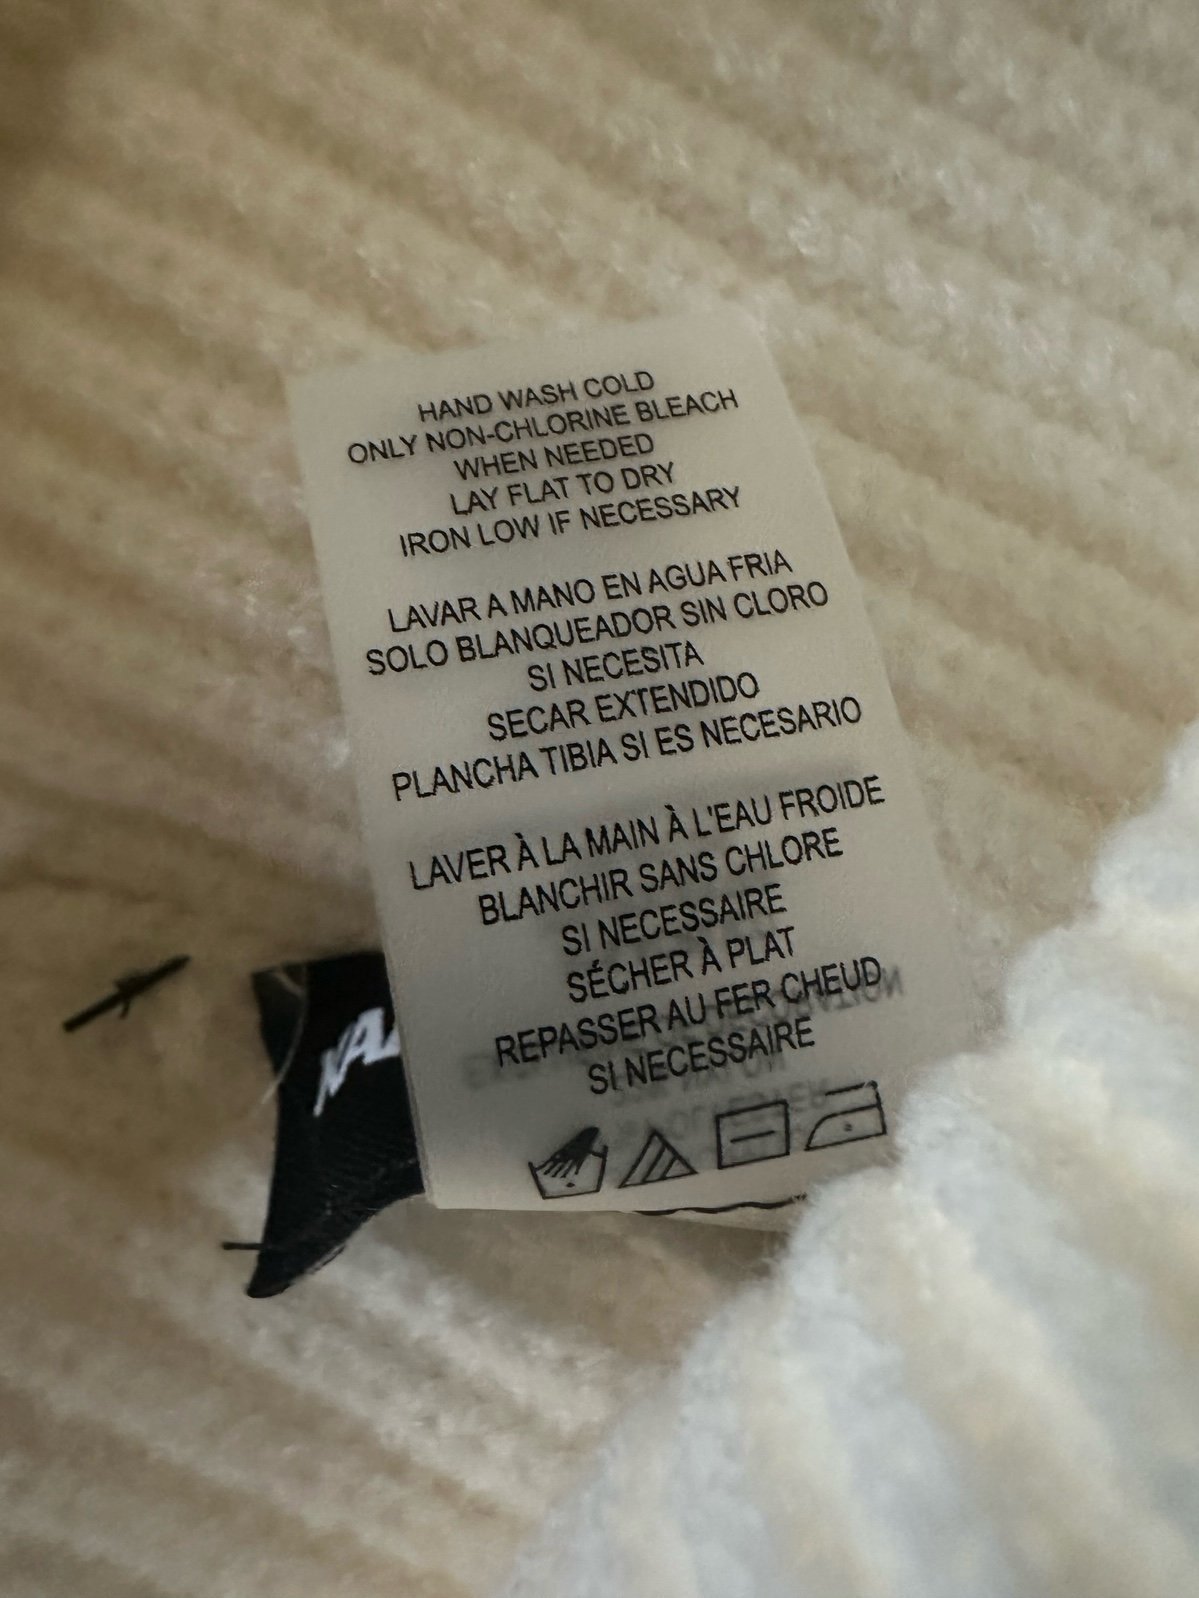 HAND WASH COLD
ONLY NON-CHLORINE BLEACH
WHEN NEEDED
LAY FLAT TO DRY
IRON LOW IF NECESSARY
LAVAR A MANO EN AGUA FRIA
SOLO BLANQUEADOR SIN CLORO
SI NECESITA
SECAR EXTENDIDO
PLANCHA TIBIA SI ES NECESARIO
LAVER À LA MAIN À L'EAU FROIDE
BLANCHIR SANS CHLORE
SI NECESSAIRE
SÉCHER À PLAT
REPASSER AU FER CHEUD
SI NECESSAIRE